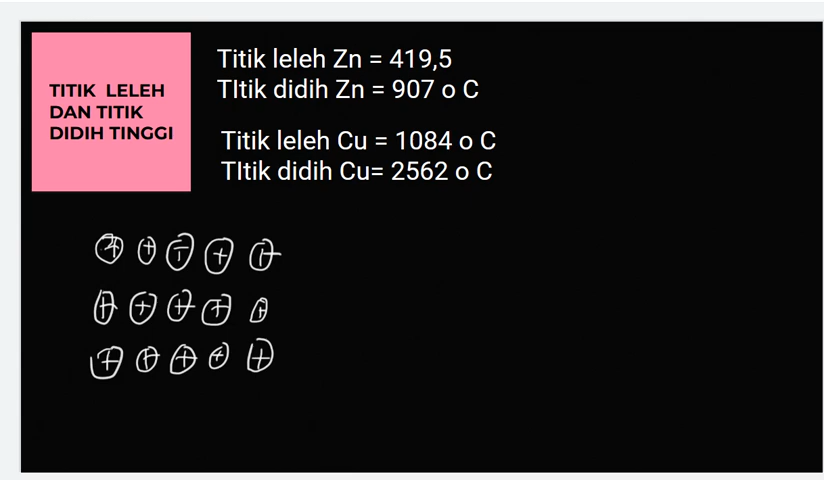 TITIK LELEH
DAN TITIK
DIDIH TINGGI
Titik leleh Zn = 419,5
TItik didih Zn = 907 o C
Titik leleh Cu = 1084 o C
TItik didih Cu= 2562 o C
+ + + + +
+ + + + +
+ + + + +